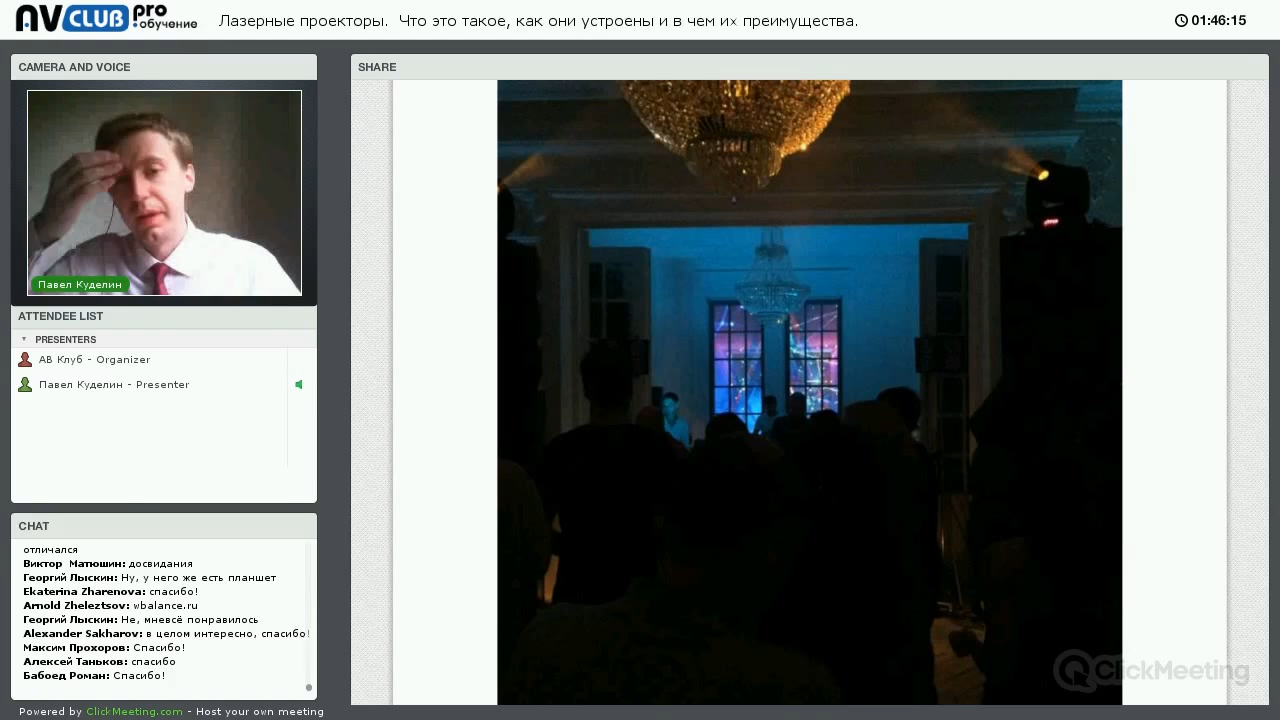 AV CLUB pro :обучение
Лазерные проекторы. Что это такое, как они устроены и в чем их преимущества.
01:46:15
CAMERA AND VOICE
SHARE
Павел Куделин
ATTENDEE LIST
PRESENTERS
АВ Клуб - Organizer
Павел Куделин - Presenter
CHAT
отличался
Виктор Матюшин: досвидания
Георгий Лыскин: Ну, у него же есть планшет
Ekaterina Zharenova: спасибо!
Arnold Zheleztsov: wbalance.ru
Георгий Лыскин: Не, мневсё понравилось
Alexander Sakharov: в целом интересно, спасибо!
Максим Прохоров: Спасибо!
Алексей Таньков: спасибо
Бабоед Роман: Спасибо!
ClickMeeting
Powered by ClickMeeting.com - Host your own meeting